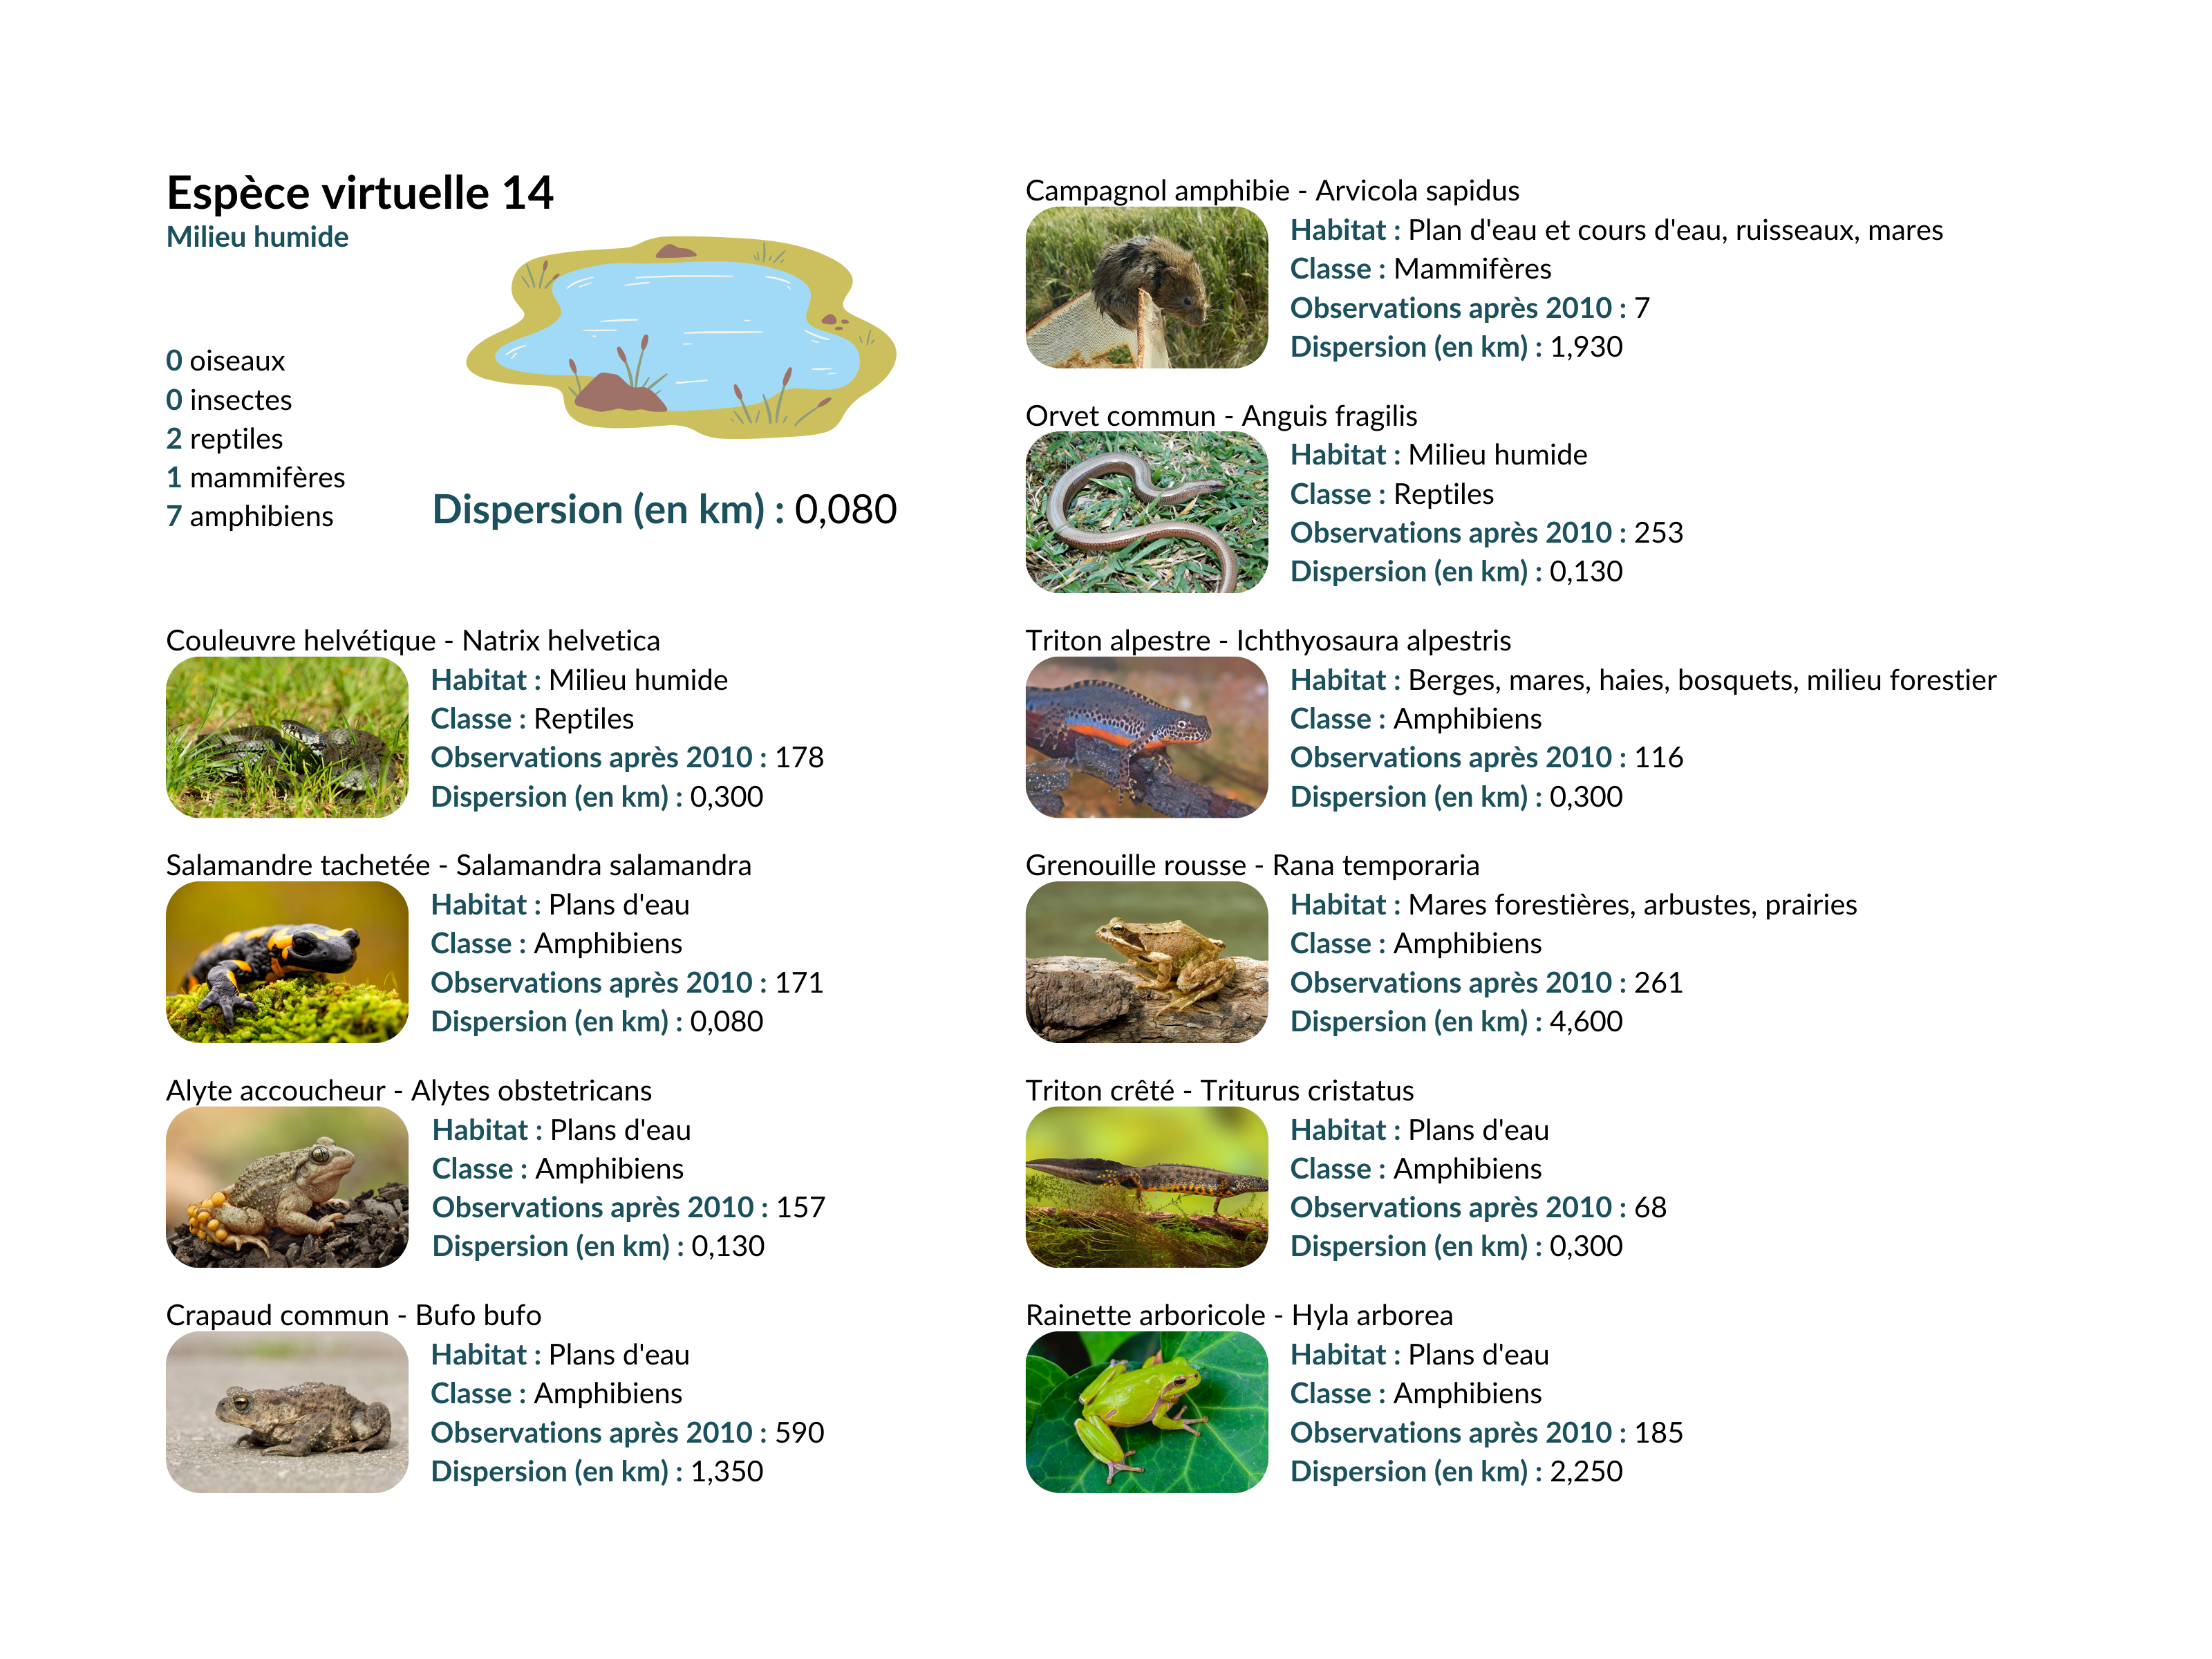 Espèce virtuelle 14
Milieu humide
0 oiseaux
0 insectes
2 reptiles
1 mammifères
7 amphibiens
Dispersion (en km) : 0,080
Couleuvre helvétique - Natrix helvetica
Habitat : Milieu humide
Classe : Reptiles
Observations après 2010 : 178
Dispersion (en km) : 0,300
Salamandre tachetée - Salamandra salamandra
Habitat : Plans d'eau
Classe : Amphibiens
Observations après 2010 : 171
Dispersion (en km) : 0,080
Alyte accoucheur - Alytes obstetricans
Habitat : Plans d'eau
Classe : Amphibiens
Observations après 2010 : 157
Dispersion (en km) : 0,130
Crapaud commun - Bufo bufo
Habitat : Plans d'eau
Classe : Amphibiens
Observations après 2010 : 590
Dispersion (en km) : 1,350
Campagnol amphibie - Arvicola sapidus
Habitat : Plan d'eau et cours d'eau, ruisseaux, mares
Classe : Mammifères
Observations après 2010 : 7
Dispersion (en km) : 1,930
Orvet commun - Anguis fragilis
Habitat : Milieu humide
Classe : Reptiles
Observations après 2010 : 253
Dispersion (en km) : 0,130
Triton alpestre - Ichthyosaura alpestris
Habitat : Berges, mares, haies, bosquets, milieu forestier
Classe : Amphibiens
Observations après 2010 : 116
Dispersion (en km) : 0,300
Grenouille rousse - Rana temporaria
Habitat : Mares forestières, arbustes, prairies
Classe : Amphibiens
Observations après 2010 : 261
Dispersion (en km) : 4,600
Triton crêté - Triturus cristatus
Habitat : Plans d'eau
Classe : Amphibiens
Observations après 2010 : 68
Dispersion (en km) : 0,300
Rainette arboricole - Hyla arborea
Habitat : Plans d'eau
Classe : Amphibiens
Observations après 2010 : 185
Dispersion (en km) : 2,250